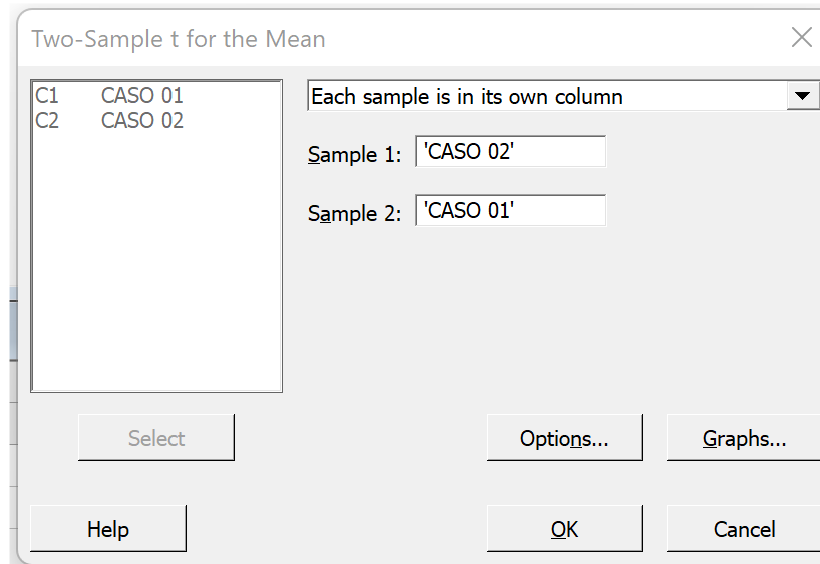 Two-Sample t for the Mean
C1 CASO 01
C2 CASO 02
Each sample is in its own column
Sample 1: 'CASO 02'
Sample 2: 'CASO 01'
Select
Options...
Graphs...
Help
OK
Cancel